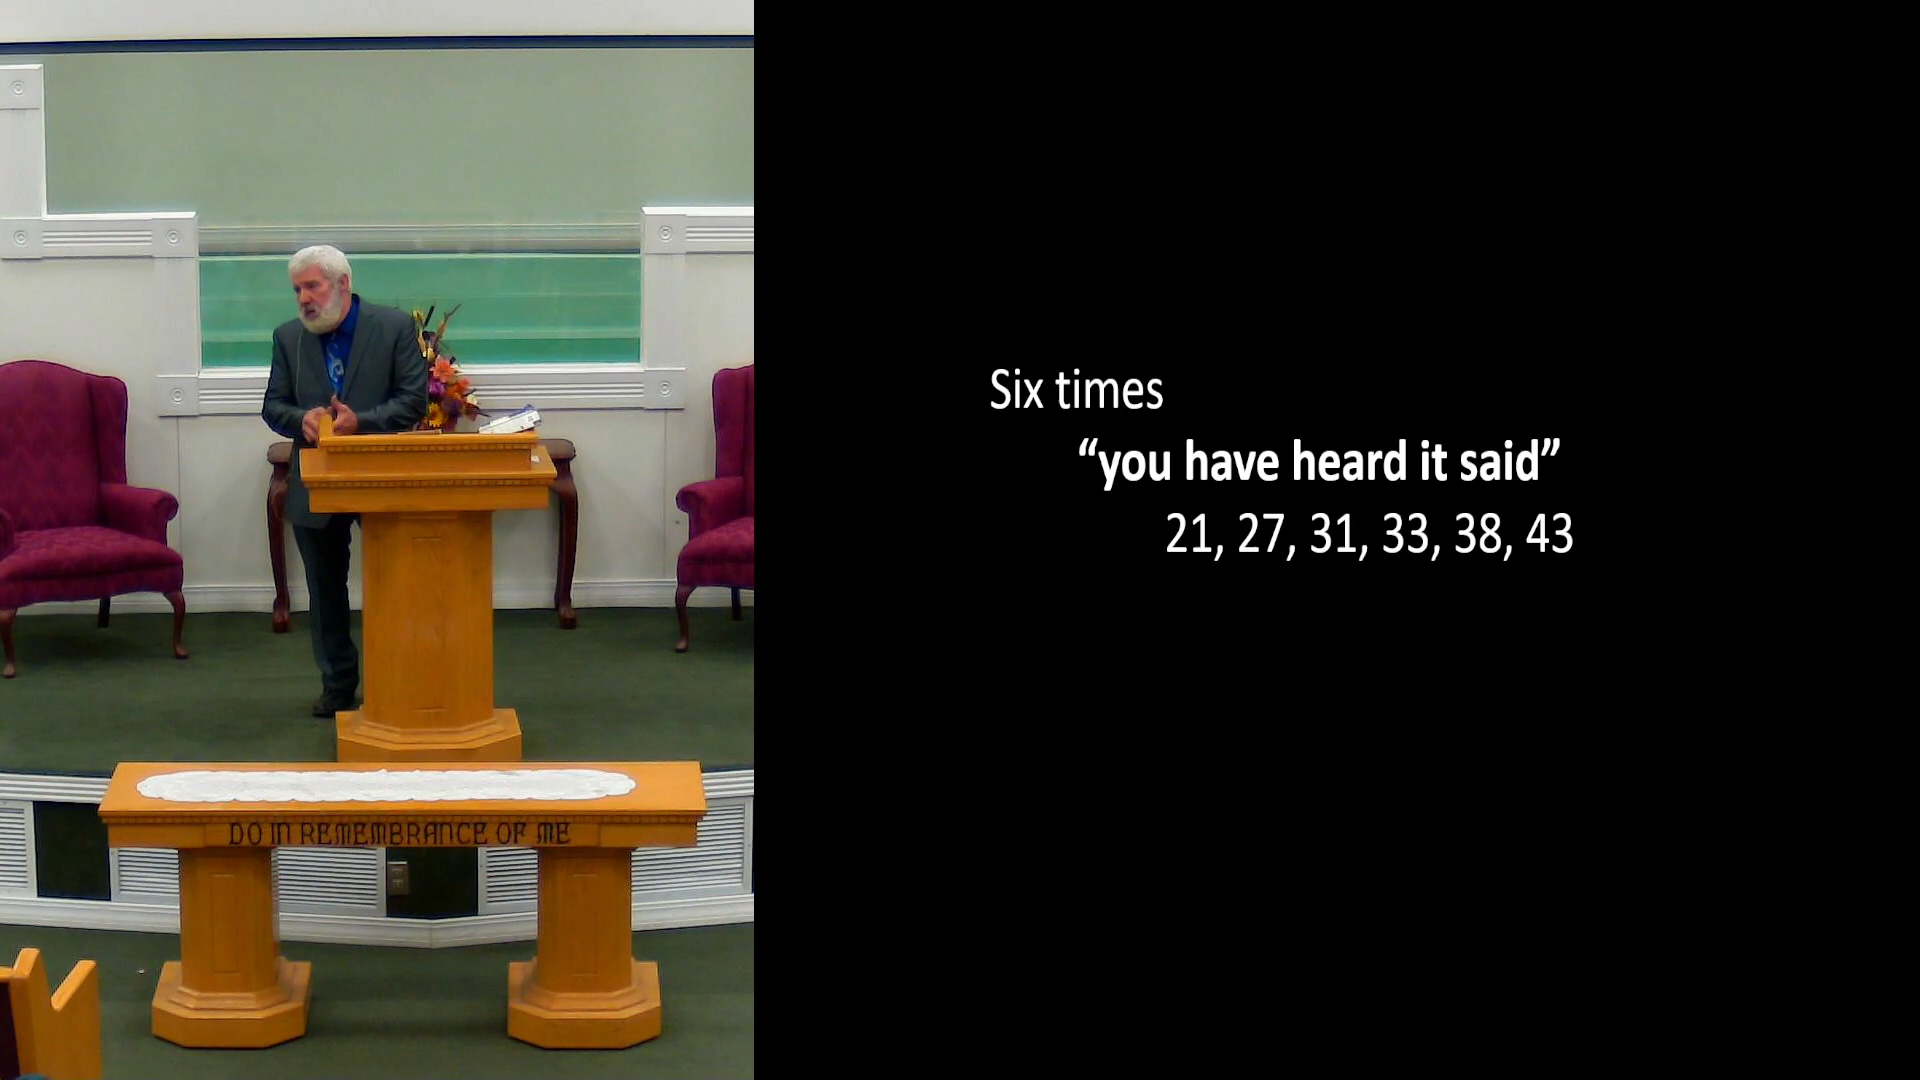 Six times
“you have heard it said”
21, 27, 31, 33, 38, 43
DO IN REMEMBRANCE OF ME